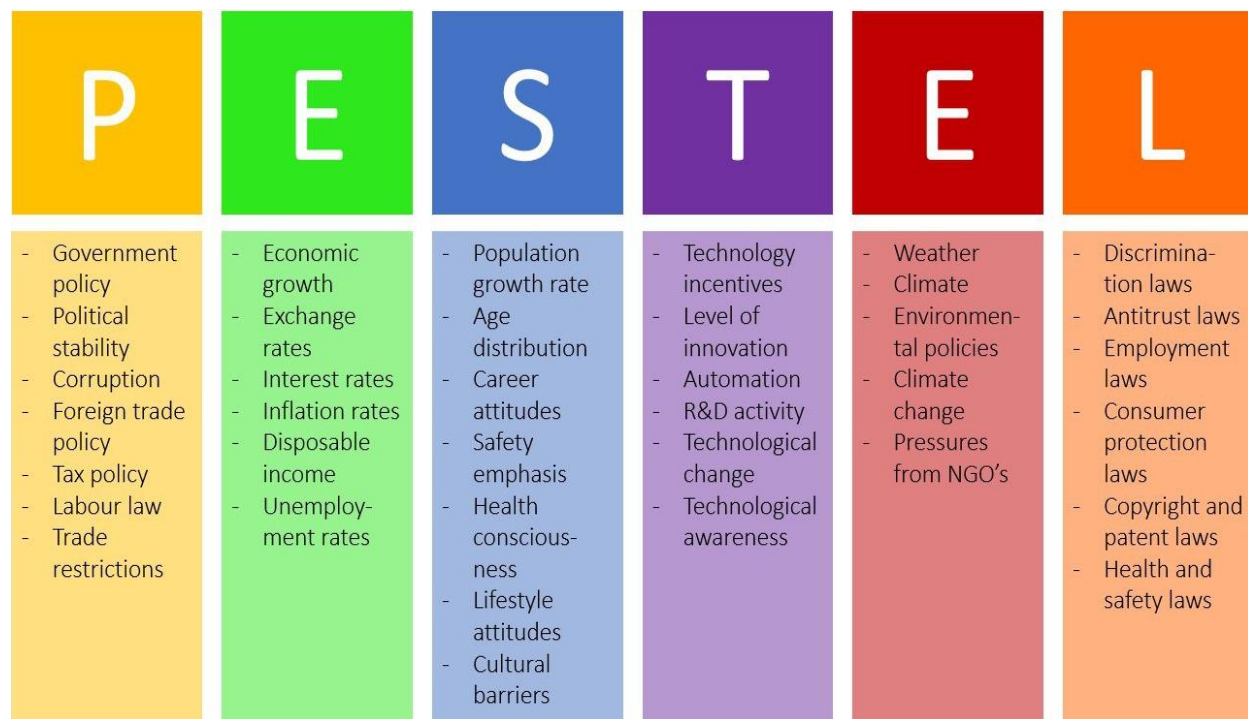 P
E
S
T
E
L
- Government
policy
- Political
stability
- Corruption
- Foreign trade
policy
- Tax policy
- Labour law
- Trade
restrictions
- Economic
growth
- Exchange
rates
- Interest rates
- Inflation rates
- Disposable
income
- Unemploy-
ment rates
- Population
growth rate
- Age
distribution
- Career
attitudes
- Safety
emphasis
- Health
conscious-
ness
- Lifestyle
attitudes
- Cultural
barriers
- Technology
incentives
- Level of
innovation
- Automation
- R&D activity
- Technological
change
- Technological
awareness
- Weather
- Climate
- Environmen-
tal policies
- Climate
change
- Pressures
from NGO's
- Discrimina-
tion laws
- Antitrust laws
- Employment
laws
- Consumer
protection
laws
- Copyright and
patent laws
- Health and
safety laws